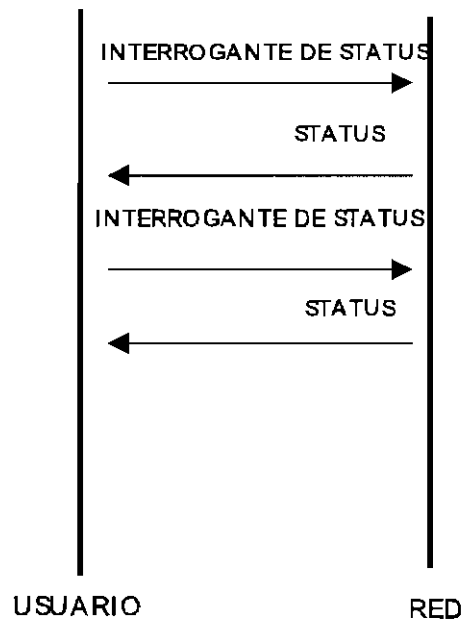 INTERROGANTE DE STATUS
STATUS
INTERROGANTE DE STATUS
STATUS
USUARIO
RED